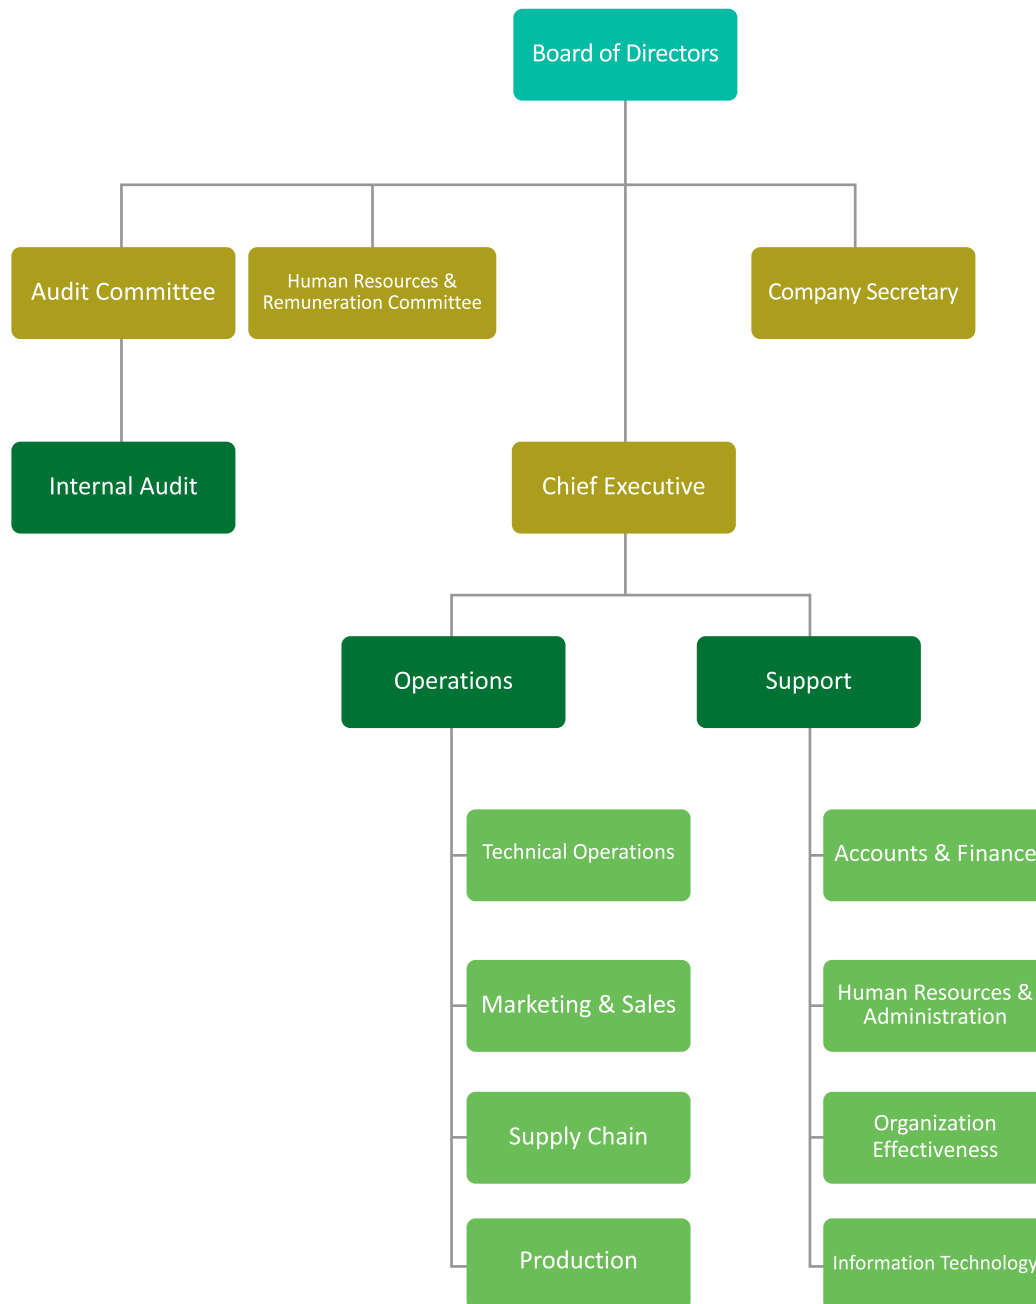 Board of Directors
Audit Committee
Human Resources &
Remuneration Committee
Company Secretary
Internal Audit
Chief Executive
Operations
Support
Technical Operations
Accounts & Finance
Marketing & Sales
Human Resources &
Administration
Supply Chain
Organization
Effectiveness
Production
Information Technology